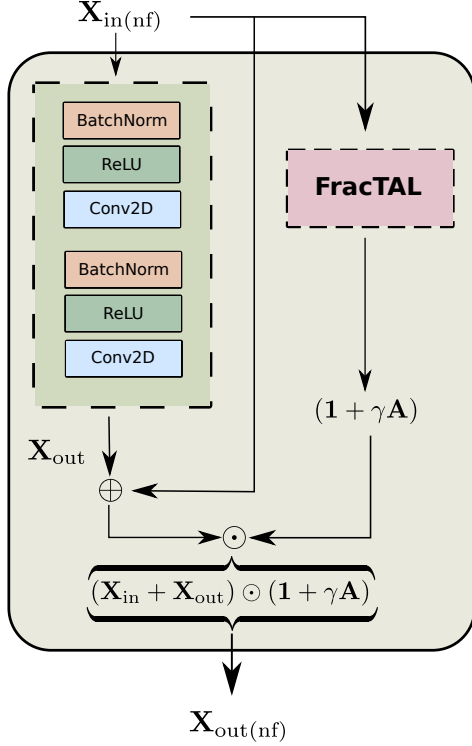 X_in(nf)
BatchNorm
ReLU
Conv2D
BatchNorm
ReLU
Conv2D
FracTAL
(1 + γA)
X_out
⊕
⊙
(X_in + X_out) ⊙ (1 + γA)
X_out(nf)